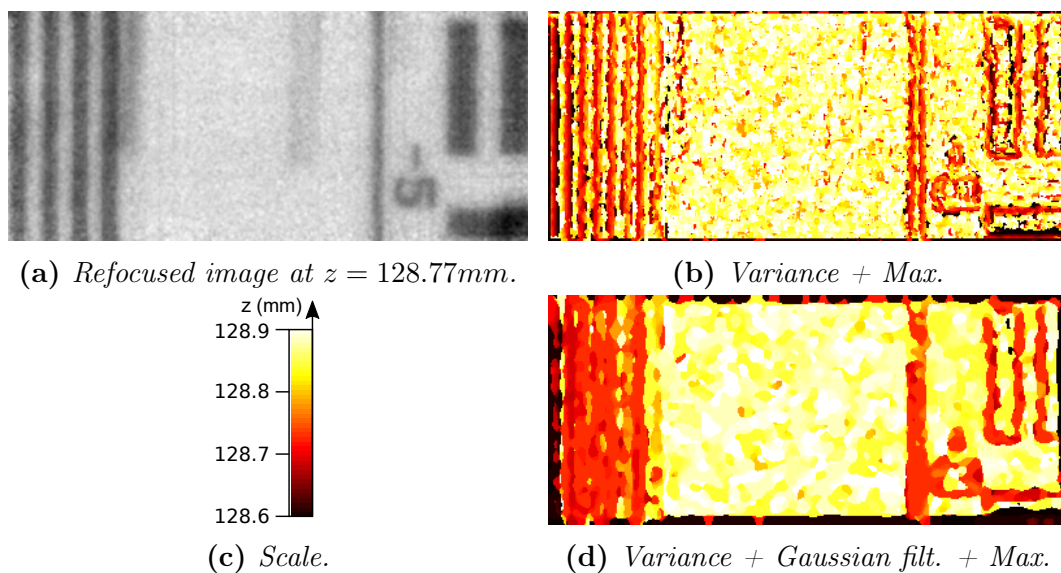 -5
(a) Refocused image at z = 128.77mm.
(b) Variance + Max.
z (mm)
128.9
128.8
128.7
128.6
(c) Scale.
(d) Variance + Gaussian filt. + Max.